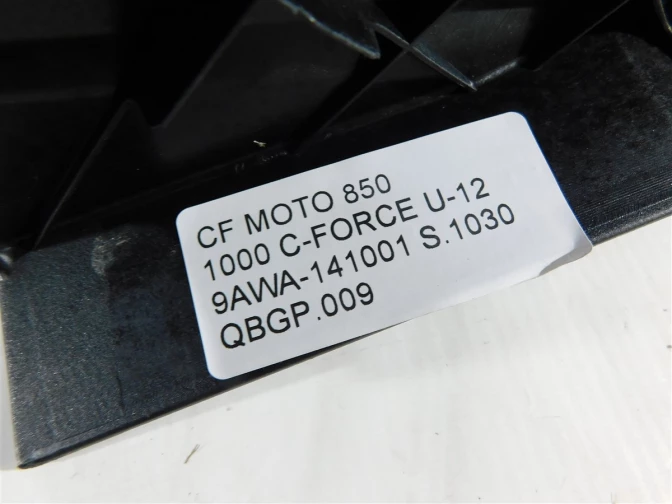 CF MOTO 850
1000 C-FORCE U-12
9AWA-141001 S.1030
QBGP.009